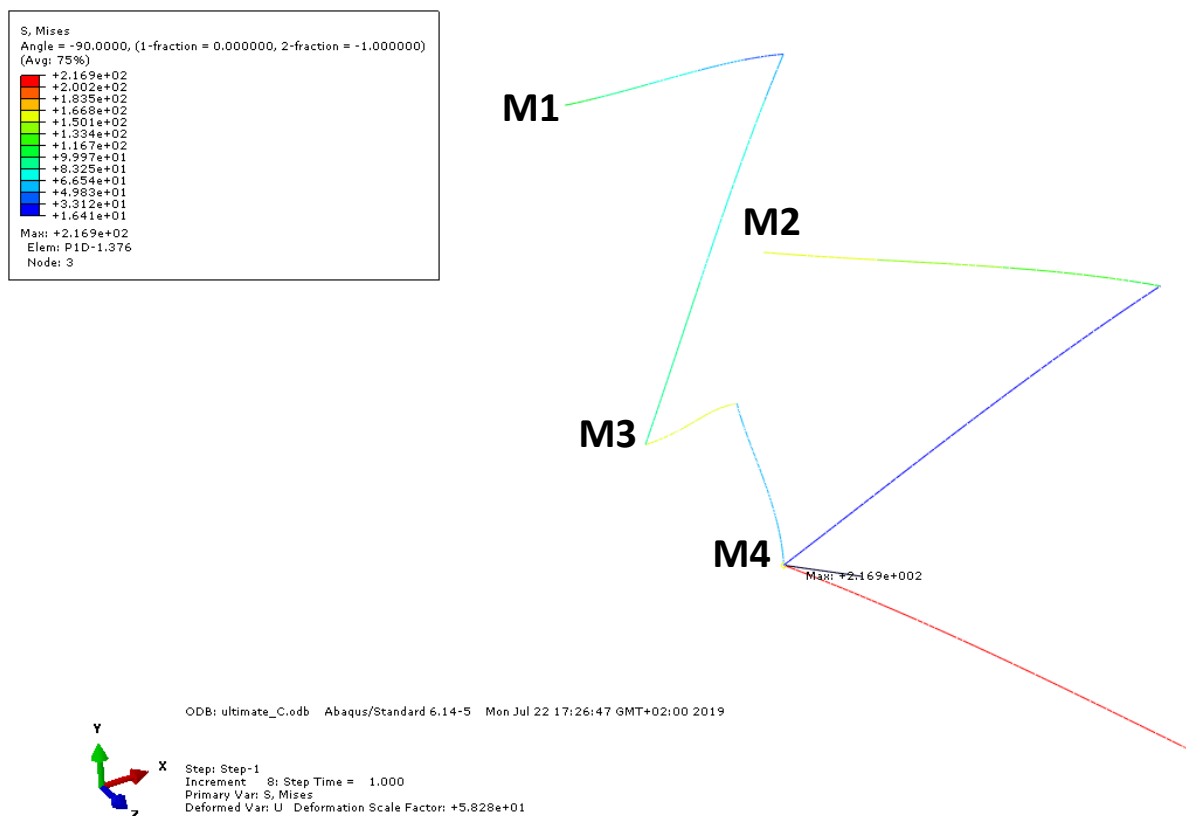 S, Mises
Angle = -90.0000, (1-fraction = 0.000000, 2-fraction = -1.000000)
(Avg: 75%)
+2.169e+02
+2.002e+02
+1.835e+02
+1.668e+02
+1.501e+02
+1.334e+02
+1.167e+02
+9.997e+01
+8.325e+01
+6.654e+01
+4.983e+01
+3.312e+01
+1.641e+01
Max: +2.169e+02
Elem: P1D-1.376
Node: 3
M1
M2
M3
M4
Max: +2.169e+002
ODB: ultimate_C.odb Abaqus/Standard 6.14-5 Mon Jul 22 17:26:47 GMT+02:00 2019
Y
X
Z
Step: Step-1
Increment 8: Step Time = 1.000
Primary Var: S, Mises
Deformed Var: U Deformation Scale Factor: +5.828e+01